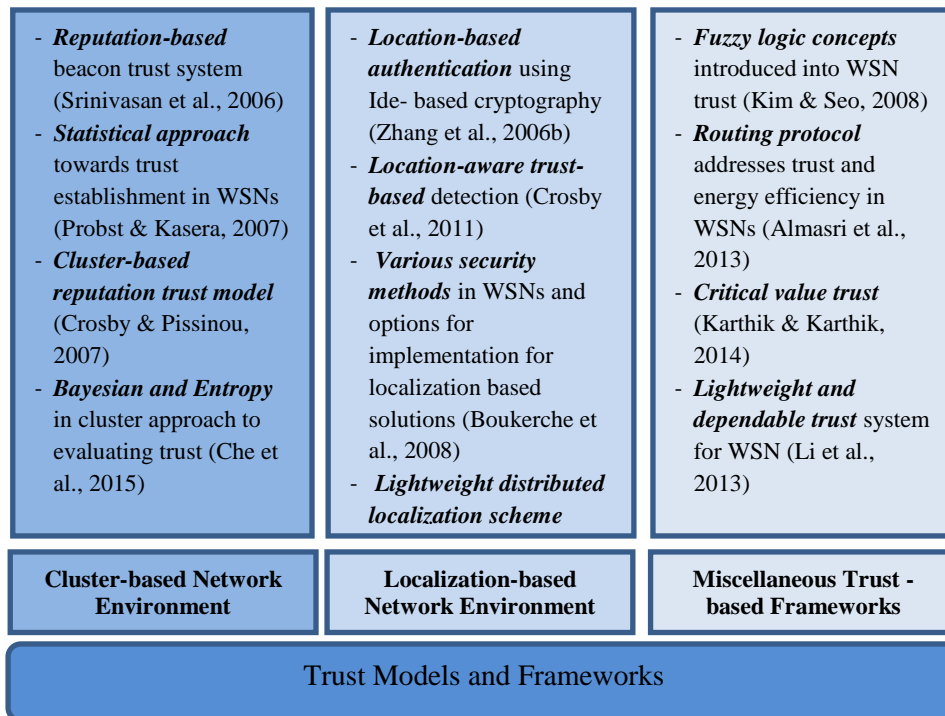 - Reputation-based
beacon trust system
(Srinivasan et al., 2006)
- Statistical approach
towards trust
establishment in WSNs
(Probst & Kasera, 2007)
- Cluster-based
reputation trust model
(Crosby & Pissinou,
2007)
- Bayesian and Entropy
in cluster approach to
evaluating trust (Che et
al., 2015)
- Location-based
authentication using
Ide- based cryptography
(Zhang et al., 2006b)
- Location-aware trust-
based detection (Crosby
et al., 2011)
- Various security
methods in WSNs and
options for
implementation for
localization based
solutions (Boukerche et
al., 2008)
- Lightweight distributed
localization scheme
- Fuzzy logic concepts
introduced into WSN
trust (Kim & Seo, 2008)
- Routing protocol
addresses trust and
energy efficiency in
WSNs (Almasri et al.,
2013)
- Critical value trust
(Karthik & Karthik,
2014)
- Lightweight and
dependable trust system
for WSN (Li et al.,
2013)
Cluster-based Network
Environment
Localization-based
Network Environment
Miscellaneous Trust -
based Frameworks
Trust Models and Frameworks